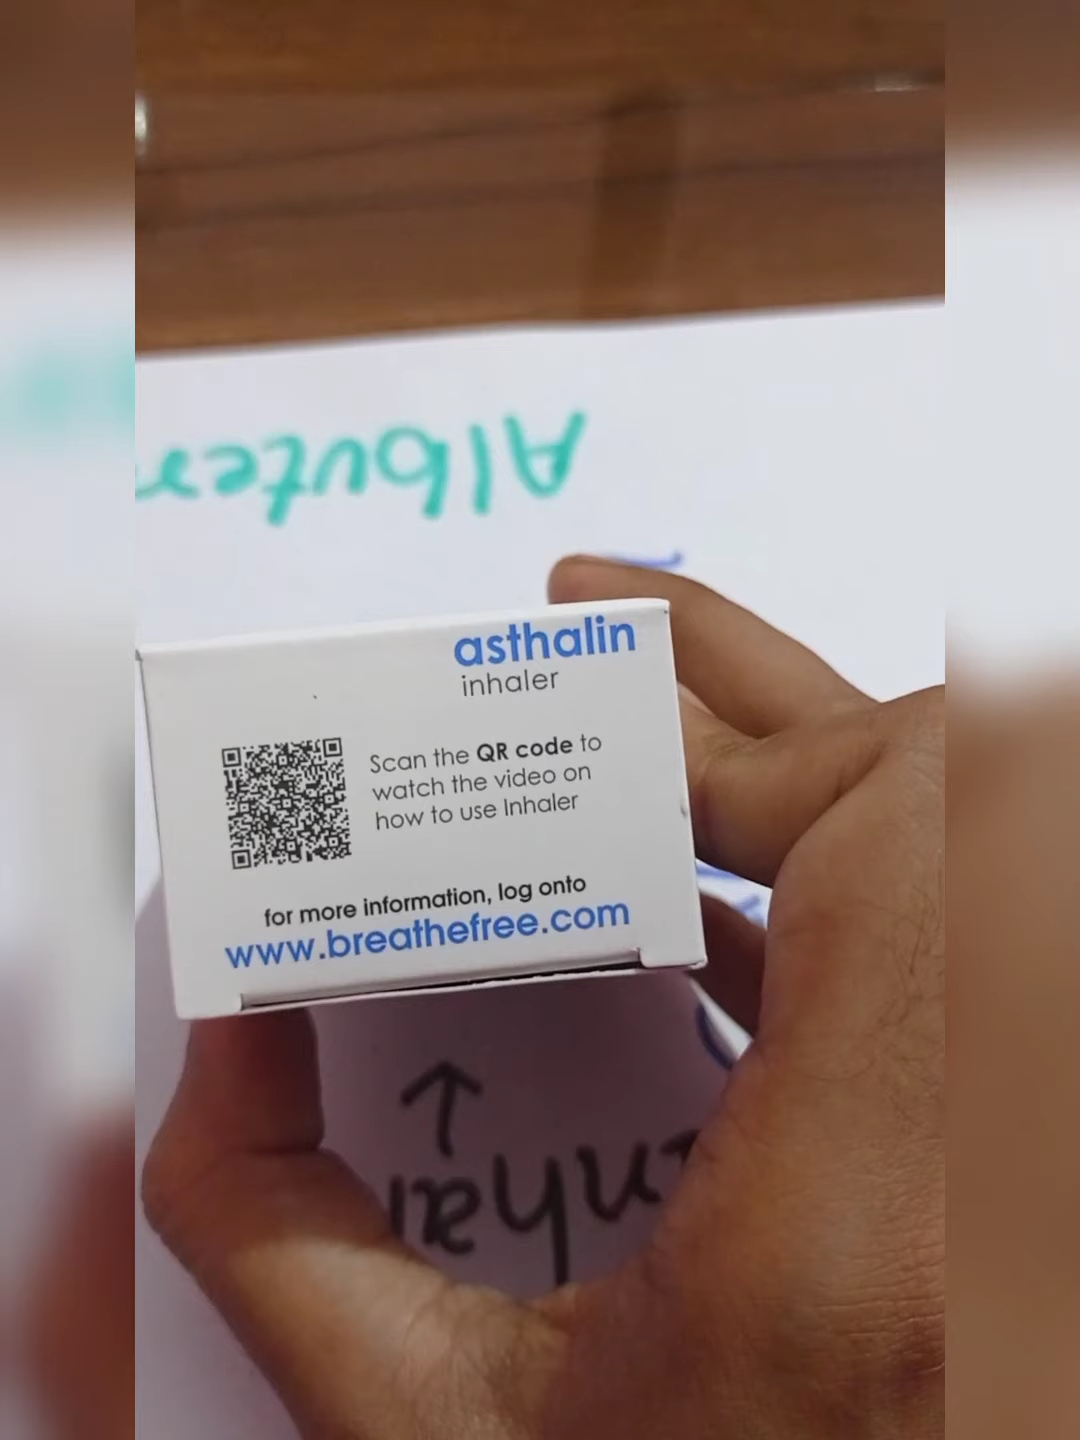 Albuter
asthalin
inhaler
Scan the QR code to
watch the video on
how to use Inhaler
for more information, log onto
www.breathefree.com